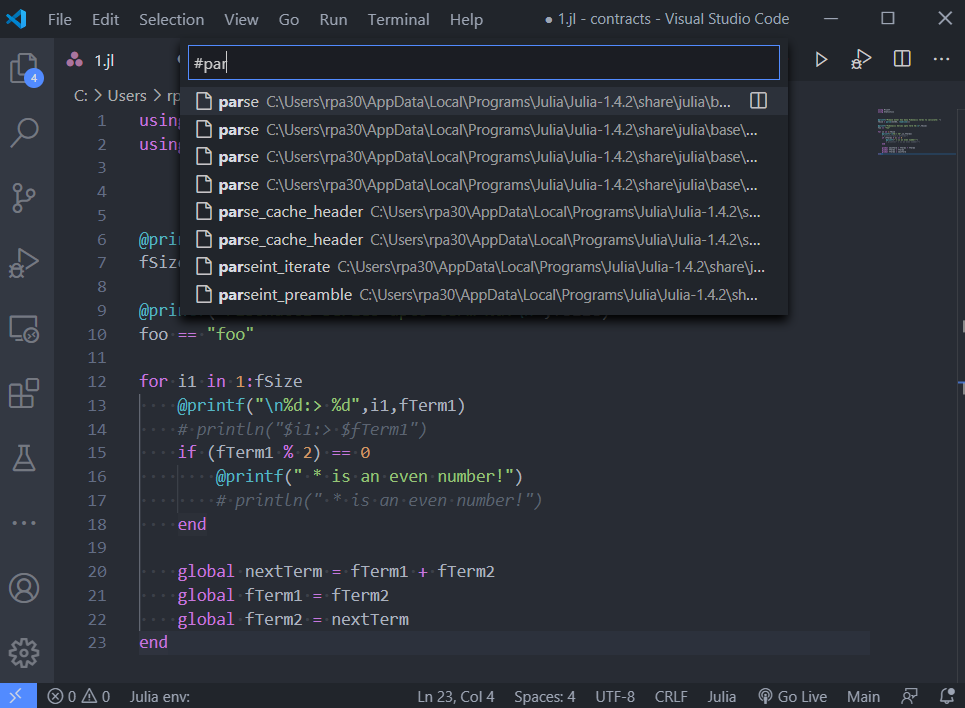 File Edit Selection View Go Run Terminal Help ● 1.jl - contracts - Visual Studio Code
4
1.jl
#par
C: > Users > rp
parse C:\Users\rpa30\AppData\Local\Programs\Julia\Julia-1.4.2\share\julia\b...
parse C:\Users\rpa30\AppData\Local\Programs\Julia\Julia-1.4.2\share\julia\base\...
parse C:\Users\rpa30\AppData\Local\Programs\Julia\Julia-1.4.2\share\julia\base\...
parse C:\Users\rpa30\AppData\Local\Programs\Julia\Julia-1.4.2\share\julia\base\...
parse_cache_header C:\Users\rpa30\AppData\Local\Programs\Julia\Julia-1.4.2\s...
parse_cache_header C:\Users\rpa30\AppData\Local\Programs\Julia\Julia-1.4.2\s...
parseint_iterate C:\Users\rpa30\AppData\Local\Programs\Julia\Julia-1.4.2\share\j...
parseint_preamble C:\Users\rpa30\AppData\Local\Programs\Julia\Julia-1.4.2\sh...
1 using
2 using
3
4
5
6 @prin
7 fSize
8
9 @prin
10 foo == "foo"
11
12 for i1 in 1:fSize
13 @printf("\n%d:> %d",i1,fTerm1)
14 # println("$i1:> $fTerm1")
15 if (fTerm1 % 2) == 0
16 @printf(" * is an even number!")
17 # println(" * is an even number!")
18 end
19
20 global nextTerm = fTerm1 + fTerm2
21 global fTerm1 = fTerm2
22 global fTerm2 = nextTerm
23 end
0 0 Julia env: Ln 23, Col 4 Spaces: 4 UTF-8 CRLF Julia Go Live Main